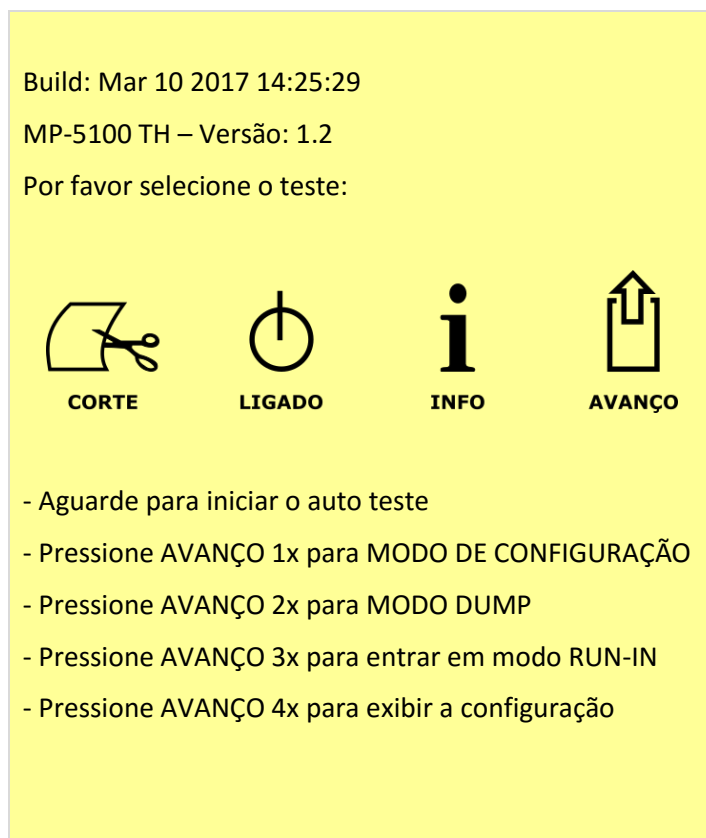 Build: Mar 10 2017 14:25:29
MP-5100 TH – Versão: 1.2
Por favor selecione o teste:
CORTE LIGADO INFO AVANÇO
- Aguarde para iniciar o auto teste
- Pressione AVANÇO 1x para MODO DE CONFIGURAÇÃO
- Pressione AVANÇO 2x para MODO DUMP
- Pressione AVANÇO 3x para entrar em modo RUN-IN
- Pressione AVANÇO 4x para exibir a configuração